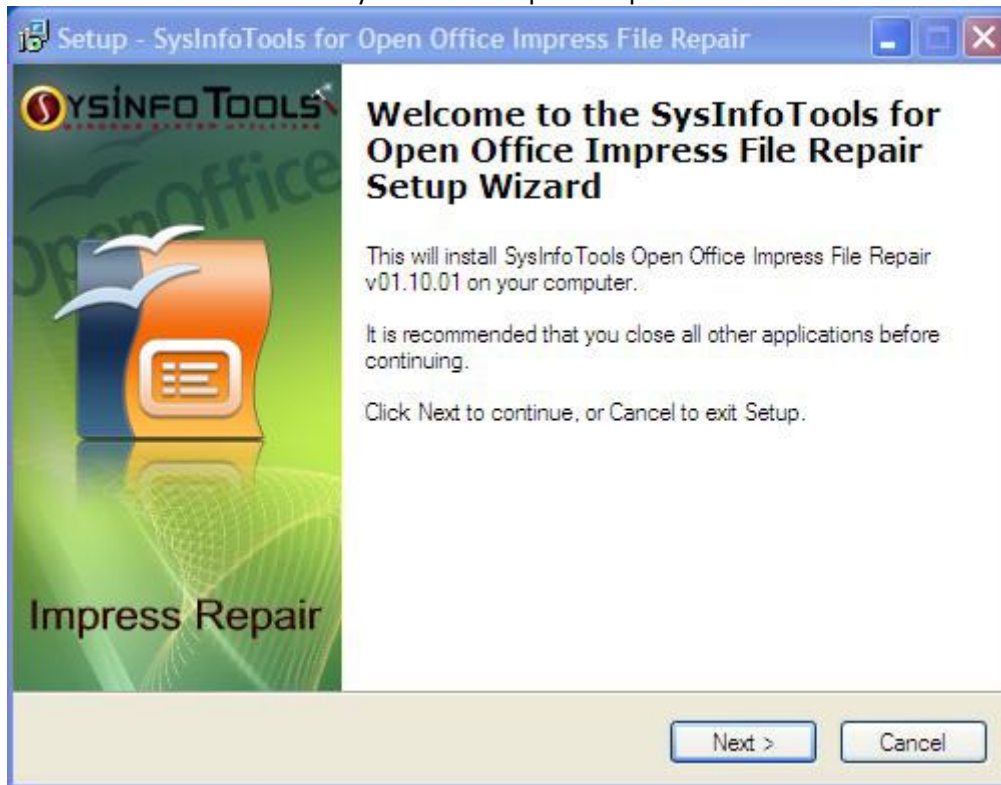 Setup - SysInfoTools for Open Office Impress File Repair
SYSINFO TOOLS
OpenOffice
Impress Repair
Welcome to the SysInfoTools for
Open Office Impress File Repair
Setup Wizard
This will install SysInfoTools Open Office Impress File Repair
v01.10.01 on your computer.
It is recommended that you close all other applications before
continuing.
Click Next to continue, or Cancel to exit Setup.
Next >
Cancel